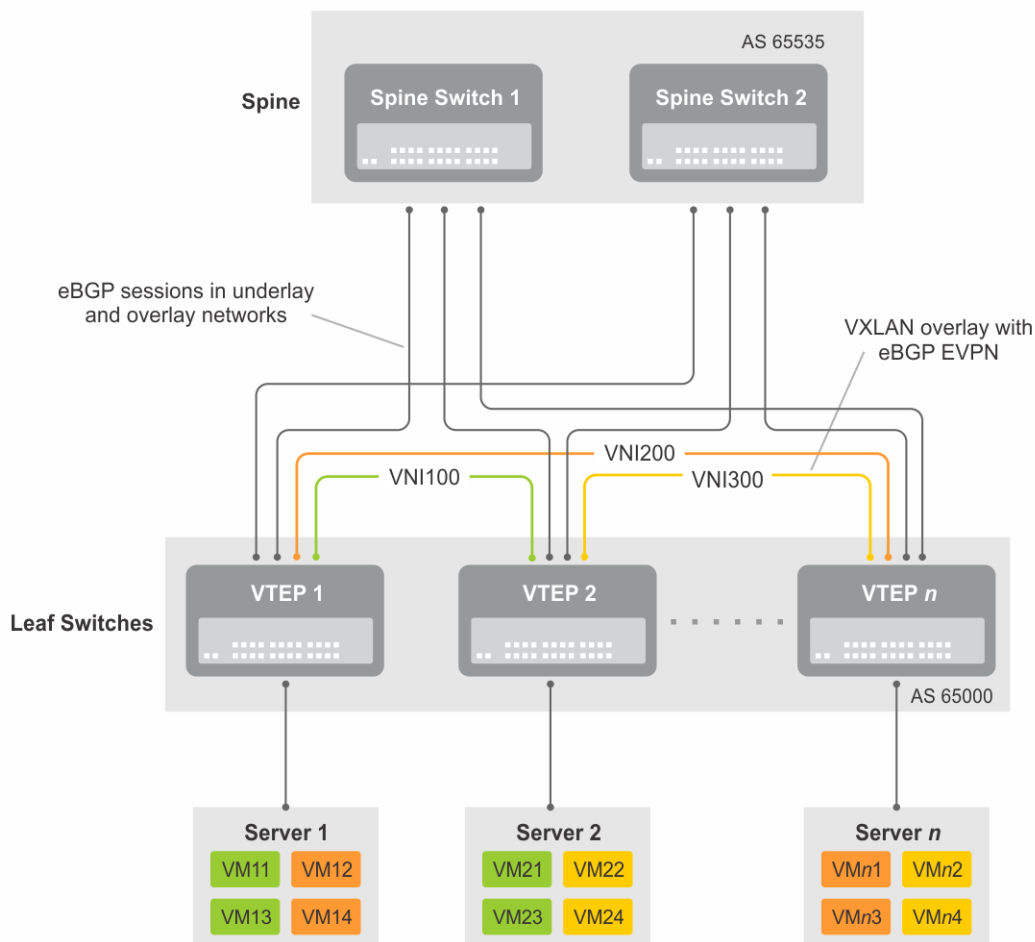 AS 65535
Spine
Spine Switch 1
Spine Switch 2
eBGP sessions in underlay
and overlay networks
VXLAN overlay with
eBGP EVPN
VNI200
VNI100
VNI300
Leaf Switches
VTEP 1
VTEP 2
VTEP n
AS 65000
Server 1
VM11
VM12
VM13
VM14
Server 2
VM21
VM22
VM23
VM24
Server n
VMn1
VMn2
VMn3
VMn4